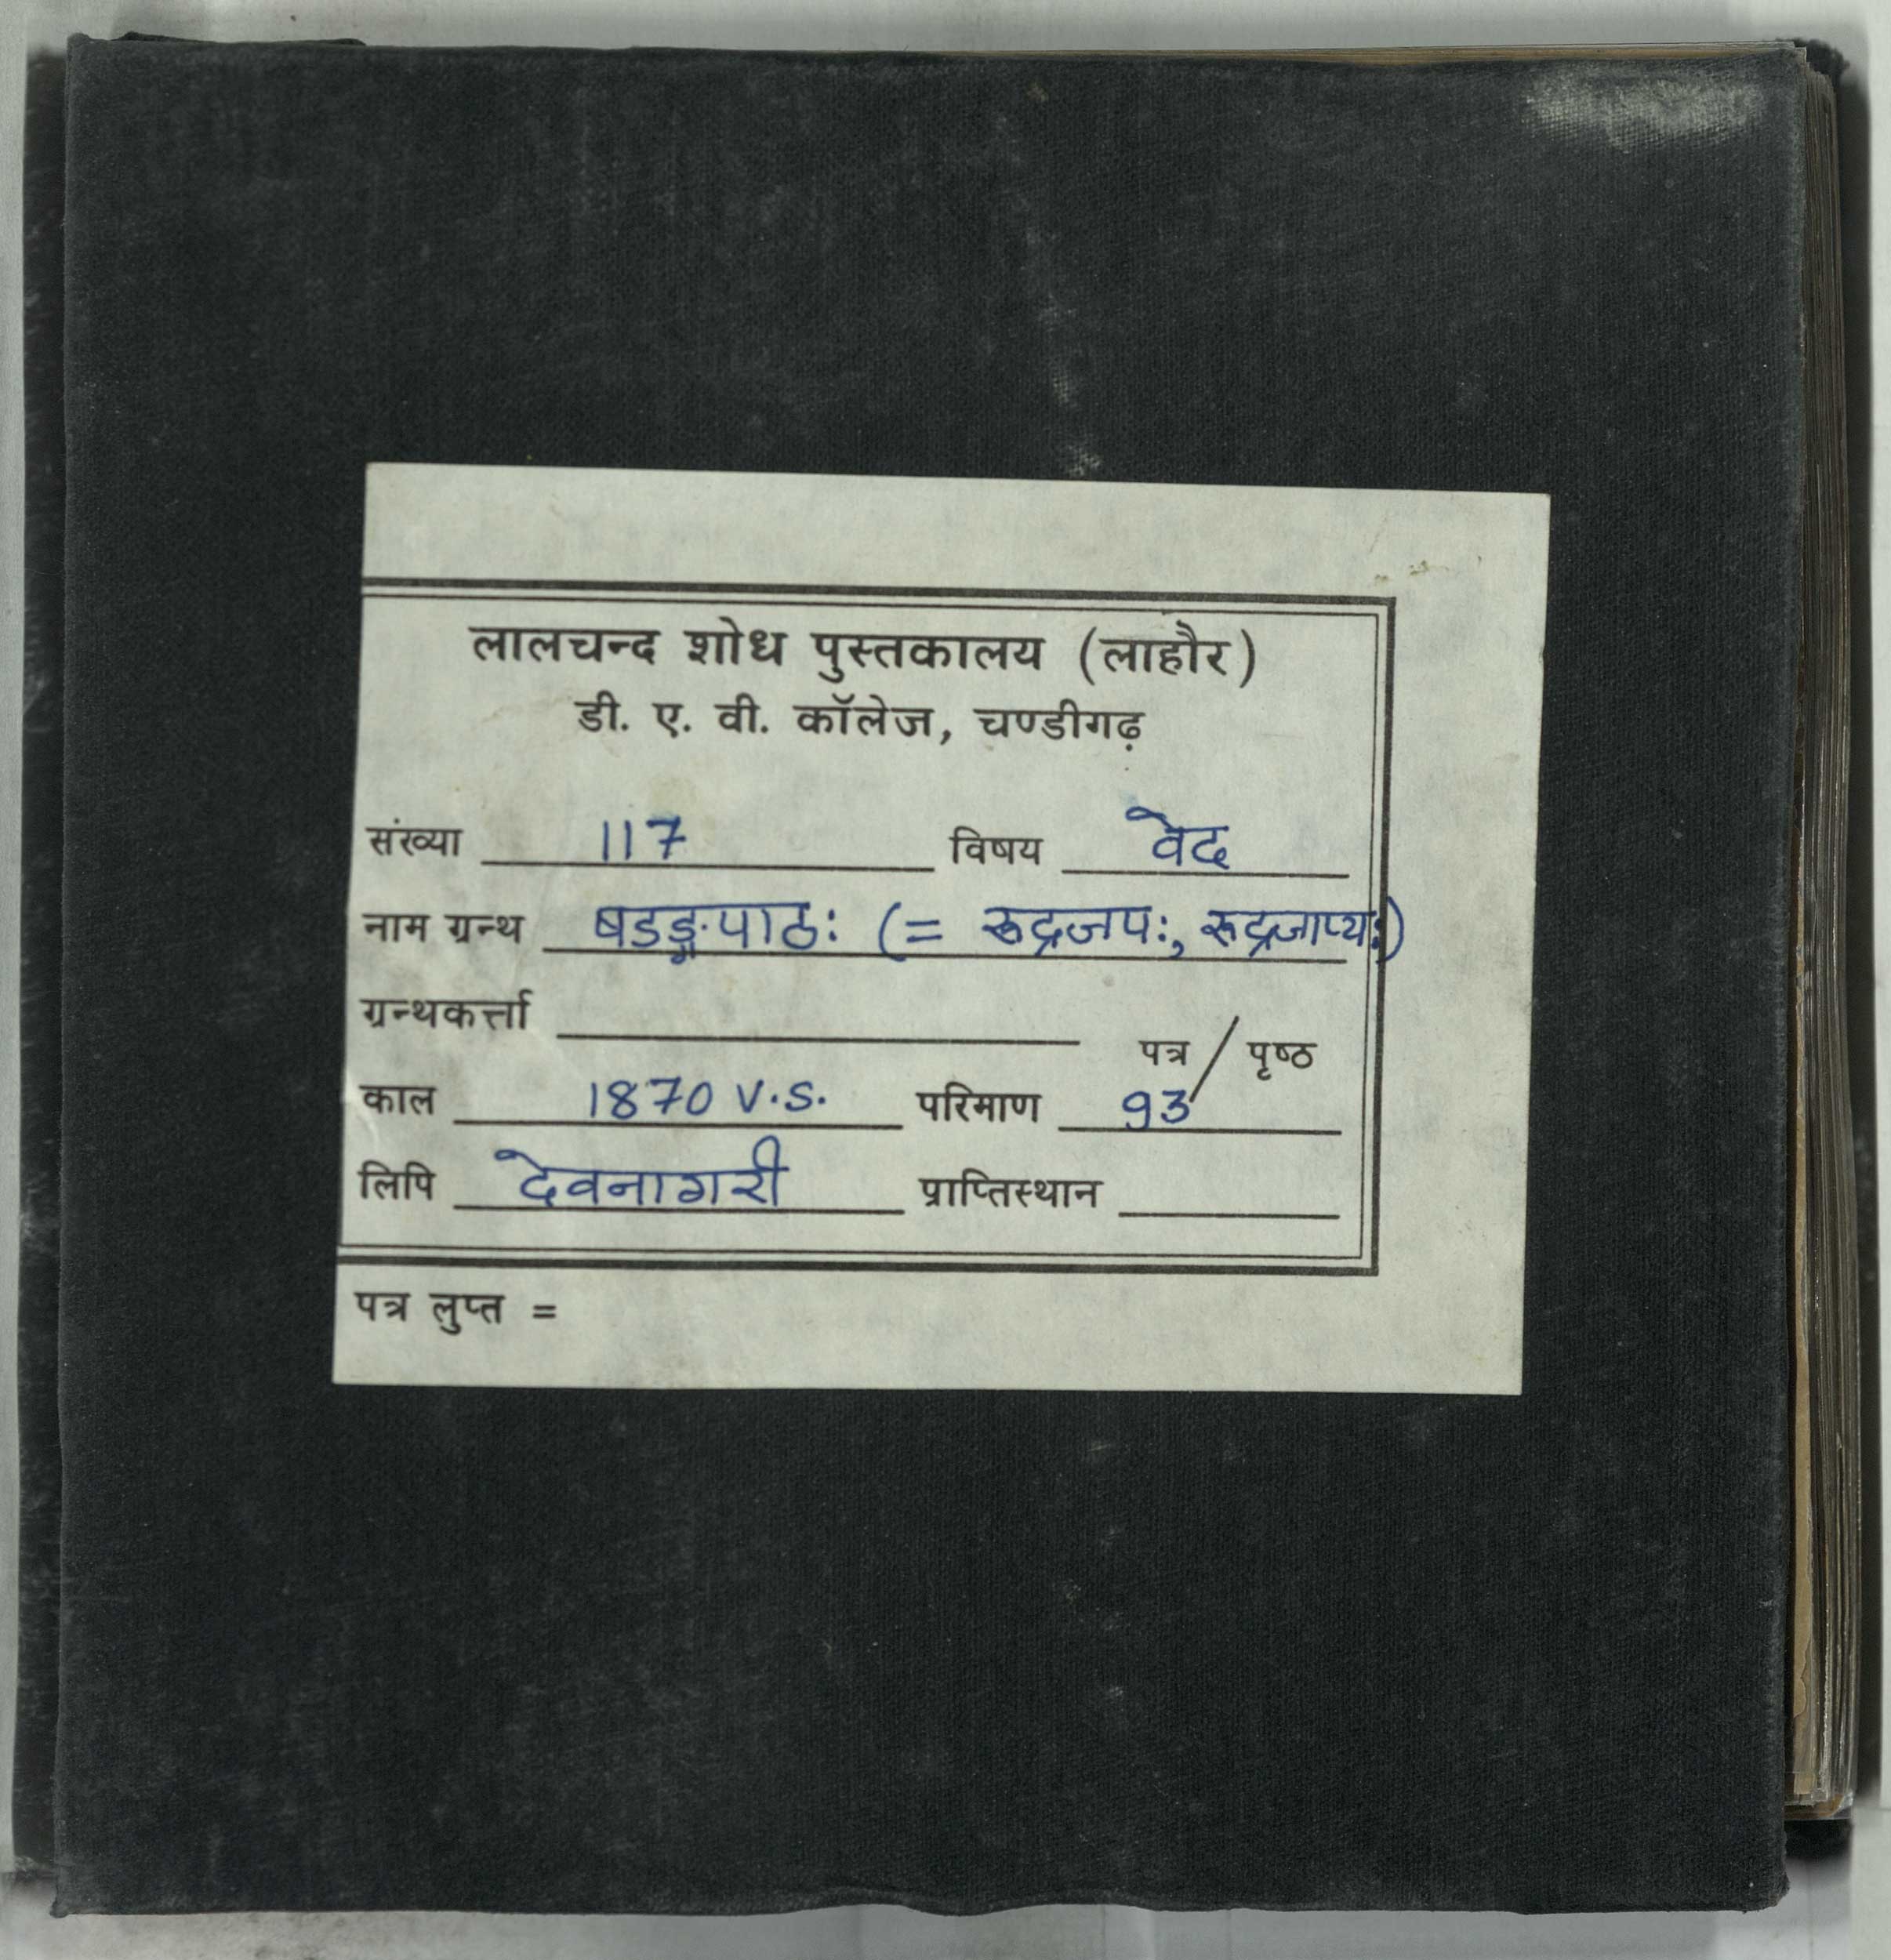 लालचन्द शोध पुस्तकालय (लाहौर)
डी. ए. वी. कॉलेज, चण्डीगढ़
संख्या 117 विषय वेद
नाम ग्रन्थ षडङ्ग.पाठः (= रूद्रजपः, रूद्रजाप्यः)
ग्रन्थकर्त्ता
पत्र / पृष्ठ
काल 1870 V.S. परिमाण 93
लिपि देवनागरी प्राप्तिस्थान
पत्र लुप्त =